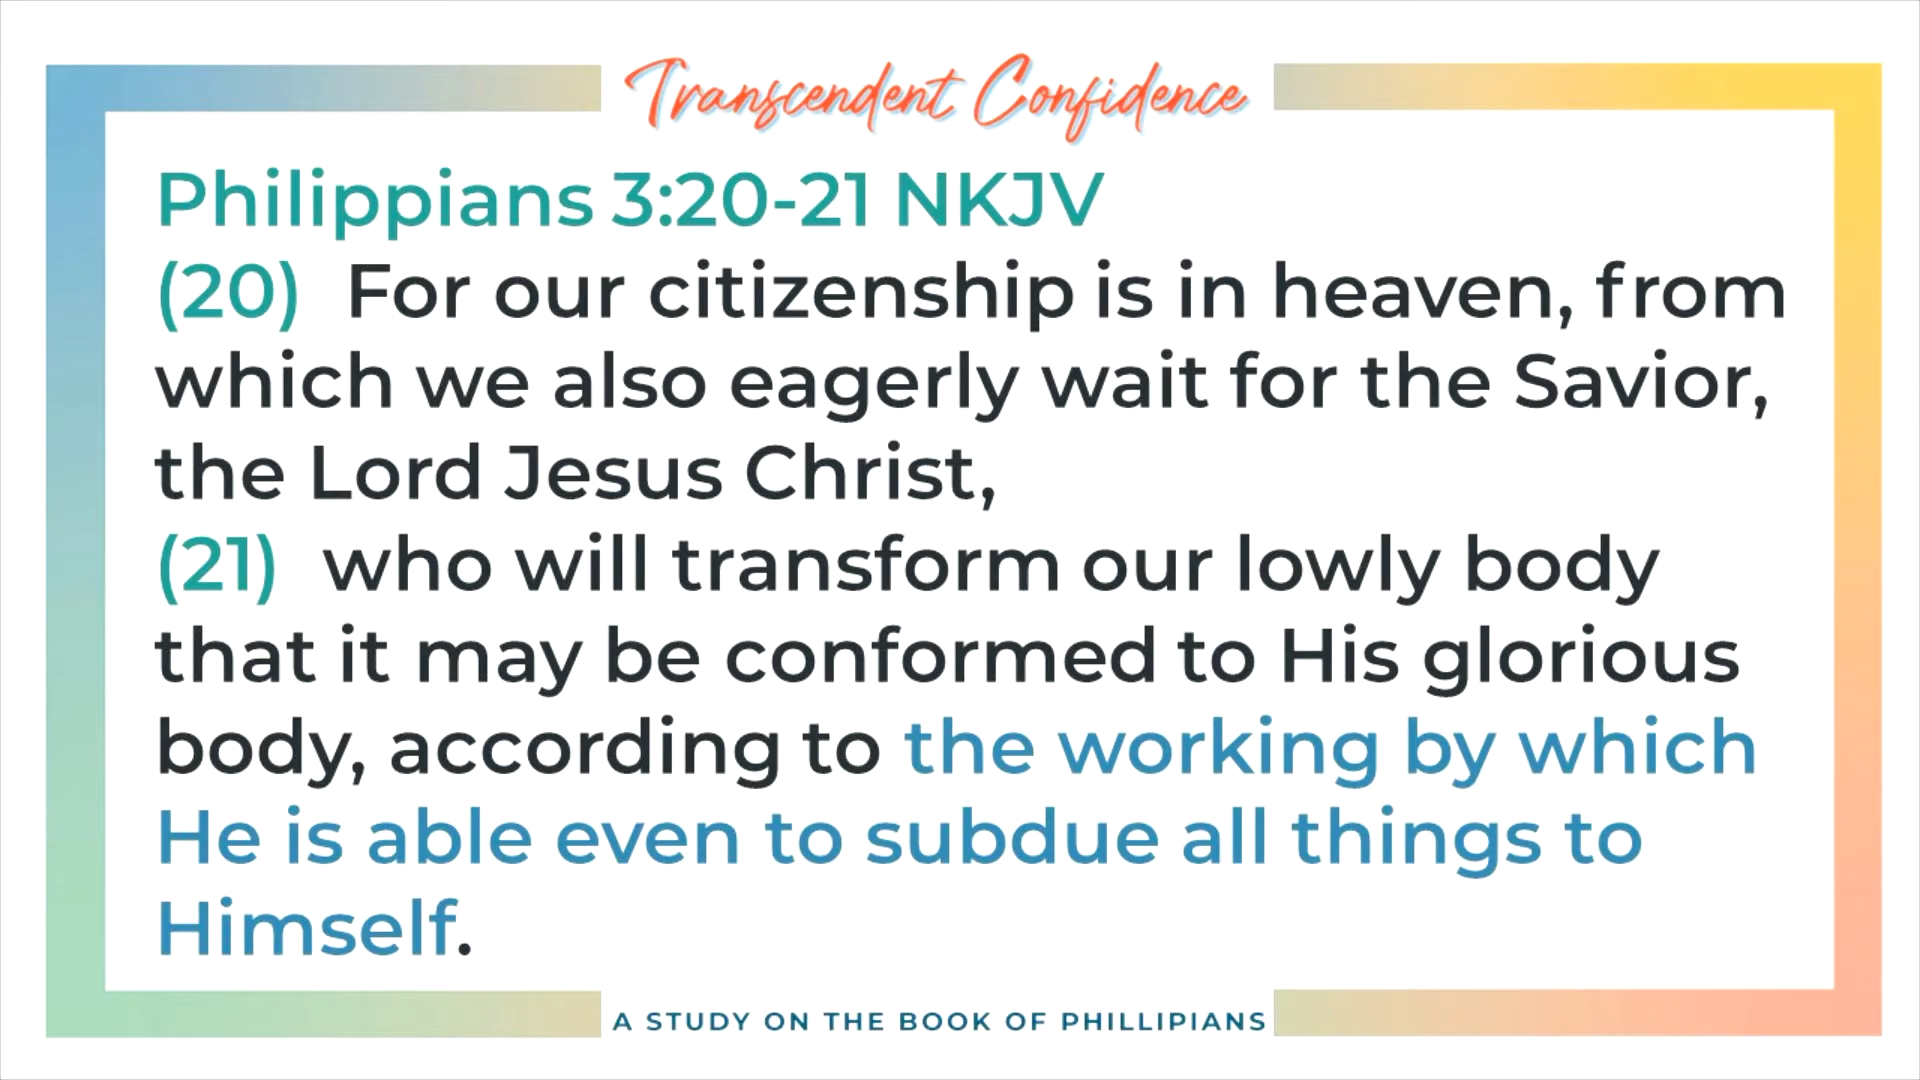 Transcendent Confidence
Philippians 3:20-21 NKJV
(20) For our citizenship is in heaven, from
which we also eagerly wait for the Savior,
the Lord Jesus Christ,
(21) who will transform our lowly body
that it may be conformed to His glorious
body, according to the working by which
He is able even to subdue all things to
Himself.
A STUDY ON THE BOOK OF PHILLIPIANS